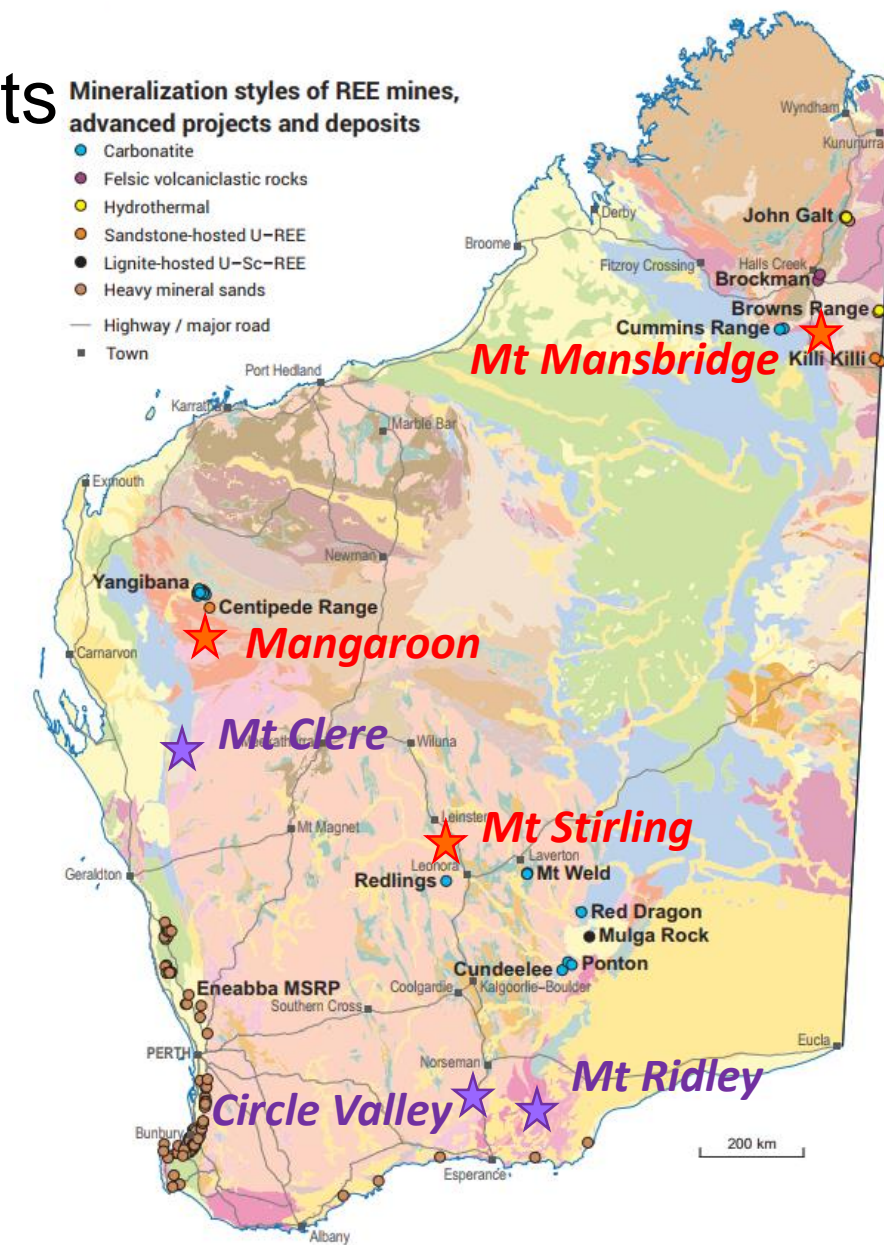 ts
Mineralization styles of REE mines,
advanced projects and deposits
Carbonatite
Felsic volcaniclastic rocks
Hydrothermal
Sandstone-hosted U–REE
Lignite-hosted U–Sc–REE
Heavy mineral sands
Highway / major road
Town
Wyndham
Kununurra
John Galt
Derby
Broome
Fitzroy Crossing
Halls Creek
Brockman
Browns Range
Cummins Range
Mt Mansbridge
Killi Killi
Port Hedland
Karratha
Marble Bar
Exmouth
Newman
Yangibana
Centipede Range
Mangaroon
Carnarvon
Mt Clere
Meekatharra
Wiluna
Leinster
Mt Stirling
Mt Magnet
Laverton
Leonora
Geraldton
Redlings
Mt Weld
Red Dragon
Mulga Rock
Cundeelee
Ponton
Eneabba MSRP
Coolgardie
Kalgoorlie–Boulder
Southern Cross
Eucla
PERTH
Norseman
Mt Ridley
Circle Valley
Bunbury
200 km
Esperance
Albany